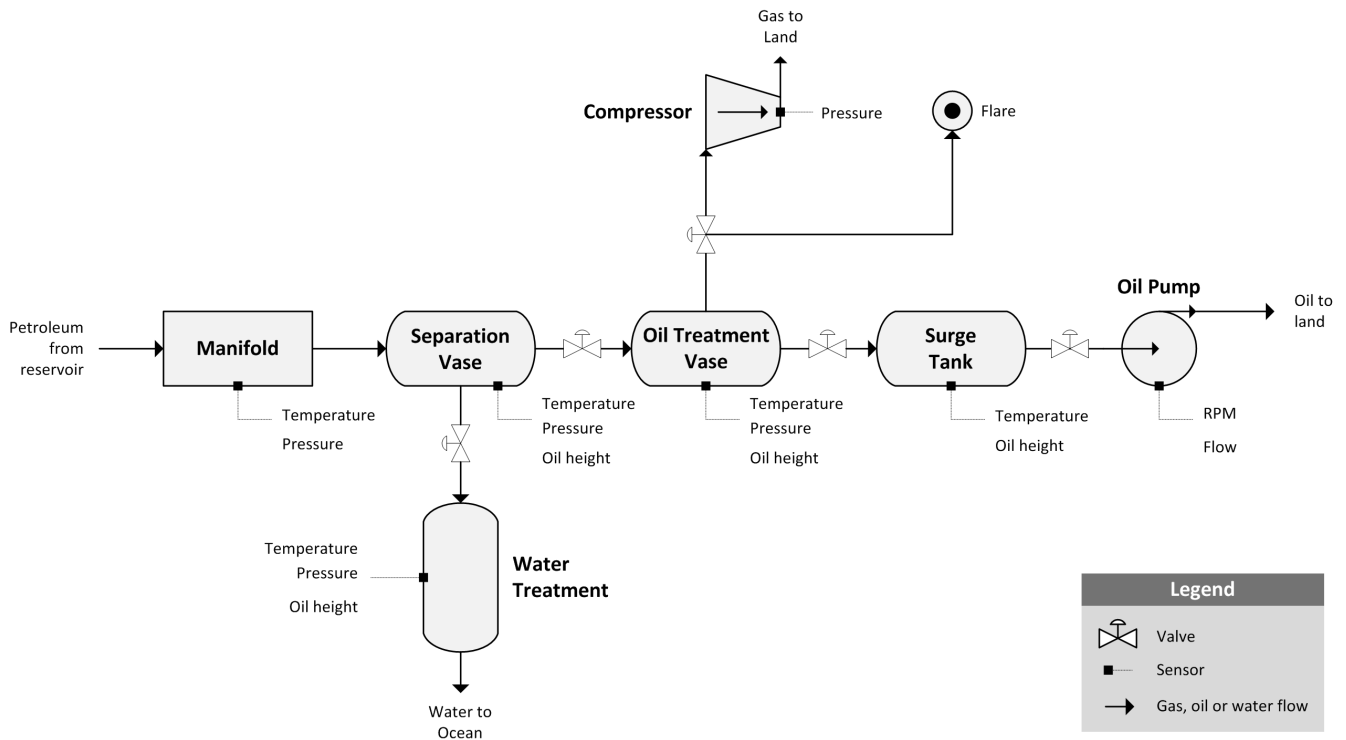 Gas to
Land
Compressor
Pressure
Flare
Oil Pump
Oil to
land
Petroleum
from
reservoir
Manifold
Separation
Vase
Oil Treatment
Vase
Surge
Tank
Temperature
Pressure
Temperature
Pressure
Oil height
Temperature
Pressure
Oil height
Temperature
Oil height
RPM
Flow
Temperature
Pressure
Oil height
Water
Treatment
Water to
Ocean
Legend
Valve
Sensor
Gas, oil or water flow